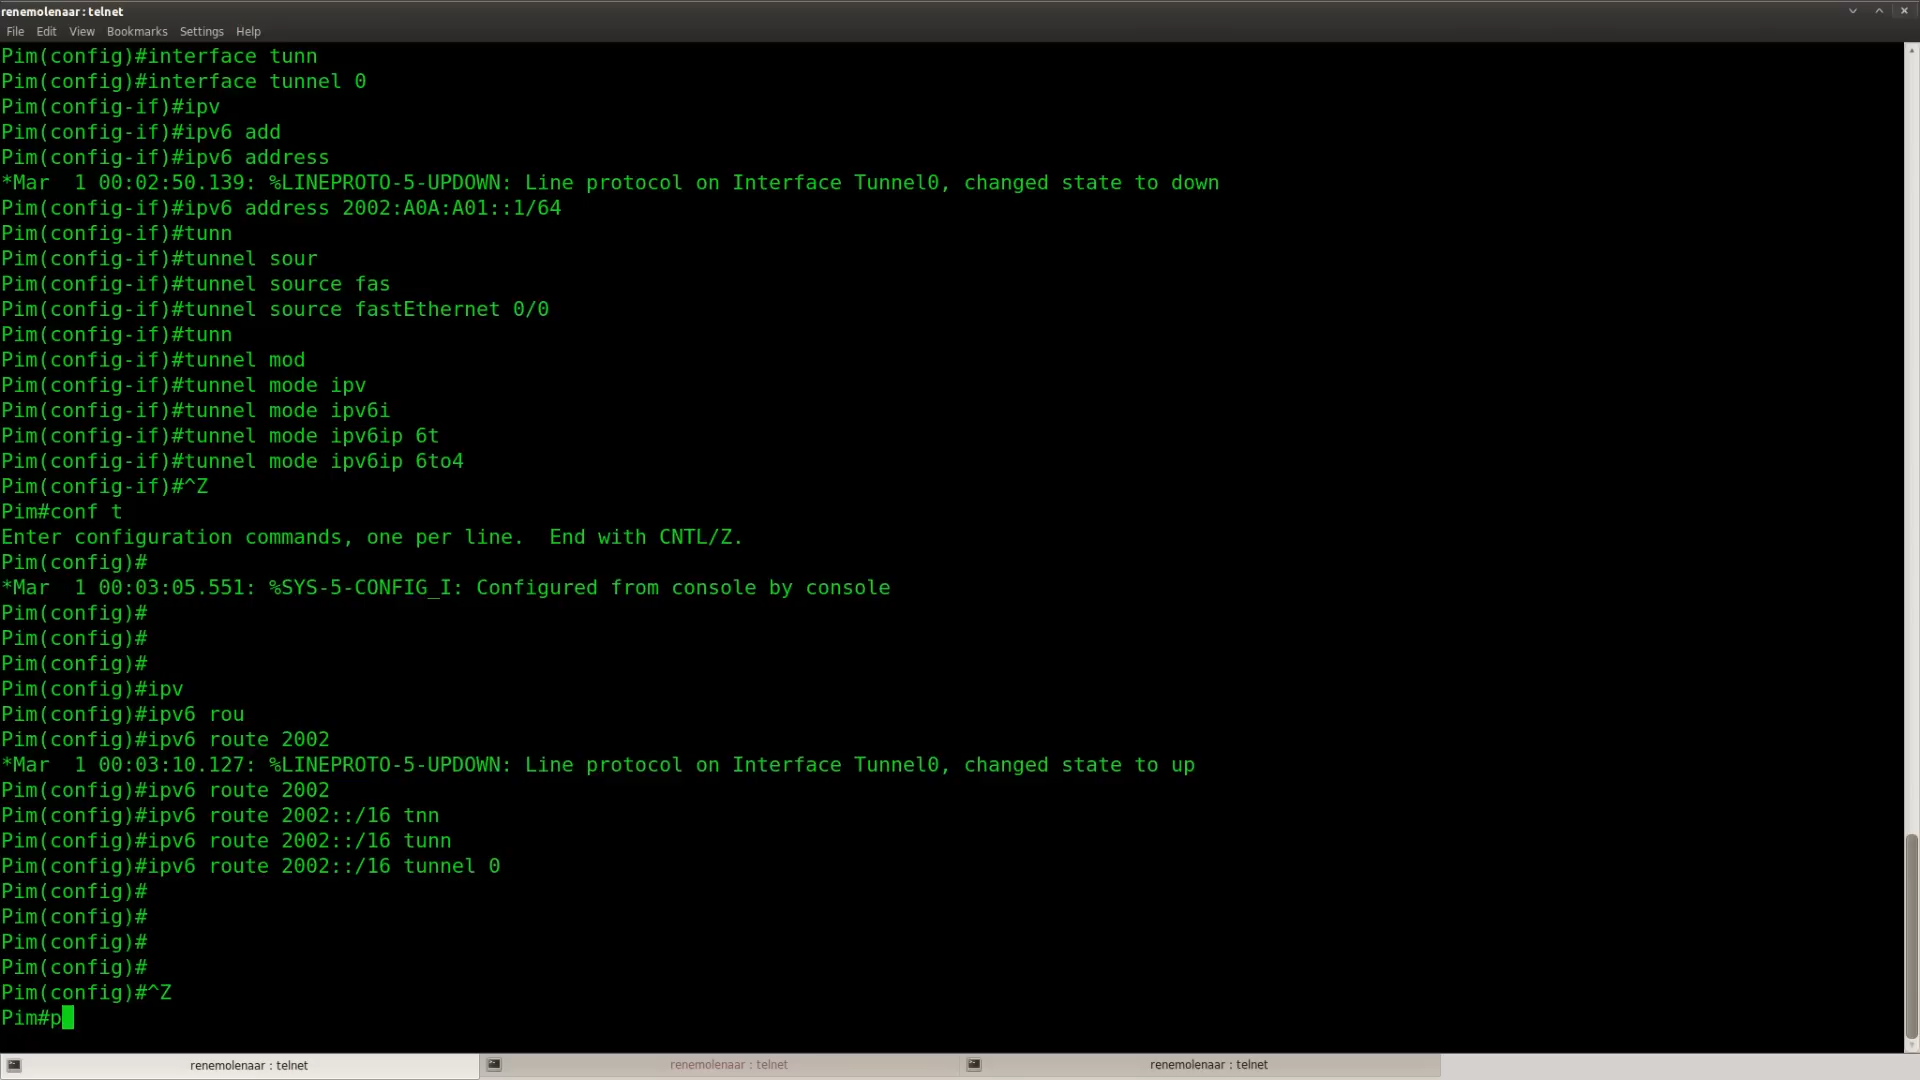 renemolenaar : telnet
File Edit View Bookmarks Settings Help
Pim(config)#interface tunn
Pim(config)#interface tunnel 0
Pim(config-if)#ipv
Pim(config-if)#ipv6 add
Pim(config-if)#ipv6 address
*Mar  1 00:02:50.139: %LINEPROTO-5-UPDOWN: Line protocol on Interface Tunnel0, changed state to down
Pim(config-if)#ipv6 address 2002:A0A:A01::1/64
Pim(config-if)#tunn
Pim(config-if)#tunnel sour
Pim(config-if)#tunnel source fas
Pim(config-if)#tunnel source fastEthernet 0/0
Pim(config-if)#tunn
Pim(config-if)#tunnel mod
Pim(config-if)#tunnel mode ipv
Pim(config-if)#tunnel mode ipv6i
Pim(config-if)#tunnel mode ipv6ip 6t
Pim(config-if)#tunnel mode ipv6ip 6to4
Pim(config-if)#^Z
Pim#conf t
Enter configuration commands, one per line.  End with CNTL/Z.
Pim(config)#
*Mar  1 00:03:05.551: %SYS-5-CONFIG_I: Configured from console by console
Pim(config)#
Pim(config)#
Pim(config)#
Pim(config)#ipv
Pim(config)#ipv6 rou
Pim(config)#ipv6 route 2002
*Mar  1 00:03:10.127: %LINEPROTO-5-UPDOWN: Line protocol on Interface Tunnel0, changed state to up
Pim(config)#ipv6 route 2002
Pim(config)#ipv6 route 2002::/16 tnn
Pim(config)#ipv6 route 2002::/16 tunn
Pim(config)#ipv6 route 2002::/16 tunnel 0
Pim(config)#
Pim(config)#
Pim(config)#
Pim(config)#
Pim(config)#^Z
Pim#p
renemolenaar : telnet renemolenaar : telnet renemolenaar : telnet